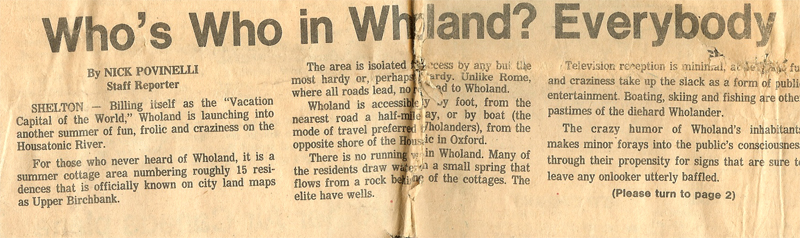 Who's Who in Wholand? Everybody
By NICK POVINELLI
Staff Reporter
SHELTON — Billing itself as the "Vacation
Capital of the World," Wholand is launching into
another summer of fun, frolic and craziness on the
Housatonic River.
For those who never heard of Wholand, it is a
summer cottage area numbering roughly 15 resi-
dences that is officially known on city land maps
as Upper Birchbank.
The area is isolated cess by any but the
most hardy or, perhaps ardy. Unlike Rome,
where all roads lead, no ad to Wholand.
Wholand is accessible by foot, from the
nearest road a half-mile ay, or by boat (the
mode of travel preferred holanders), from the
opposite shore of the Hous ic in Oxford.
There is no running in Wholand. Many of
the residents draw water a small spring that
flows from a rock behi of the cottages. The
elite have wells.
Television reception is minimal, fu
and craziness take up the slack as a form of public
entertainment. Boating, skiing and fishing are other
pastimes of the diehard Wholander.
The crazy humor of Wholand's inhabitants
makes minor forays into the public's consciousness
through their propensity for signs that are sure to
leave any onlooker utterly baffled.
(Please turn to page 2)